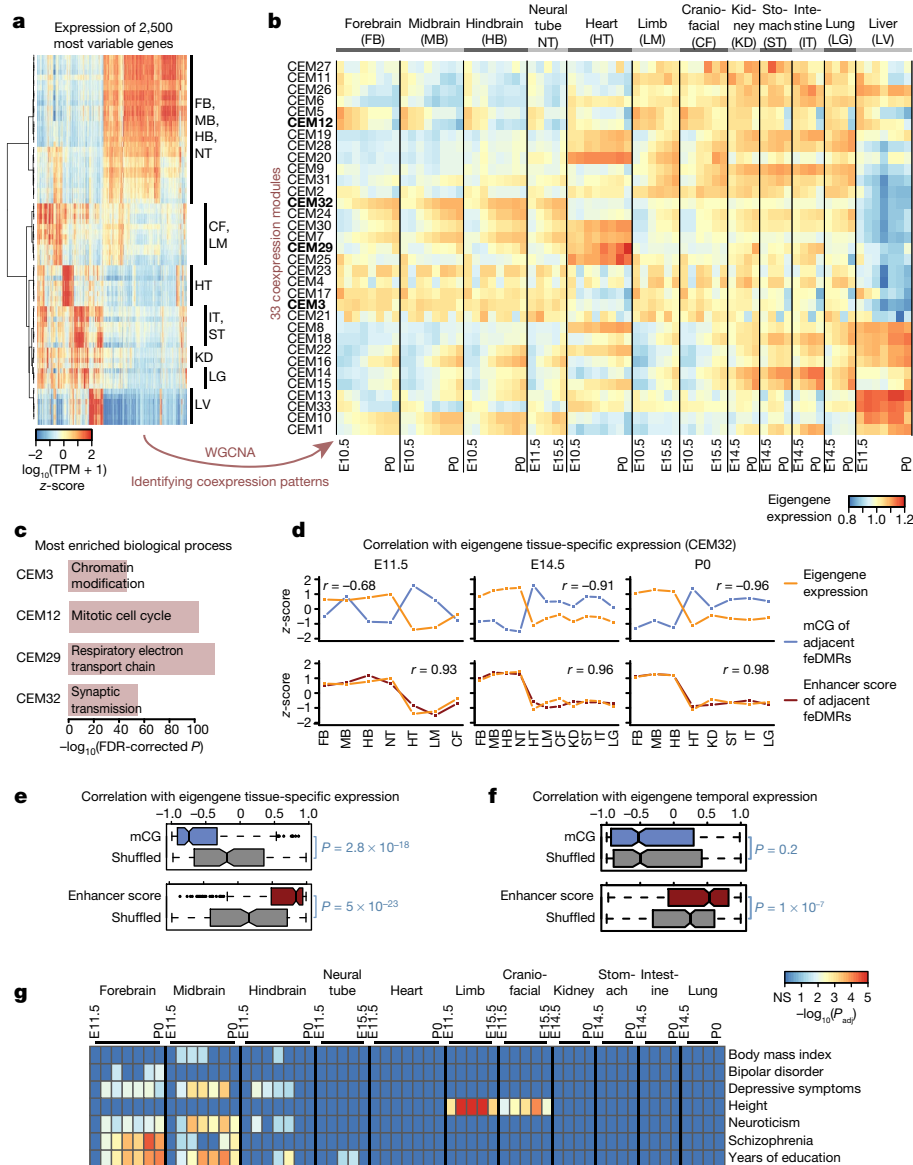 a
Expression of 2,500
most variable genes
FB,
MB,
HB,
NT
CF,
LM
HT
IT,
ST
KD
LG
LV
−2 0 2
log10(TPM + 1)
z-score
WGCNA
Identifying coexpression patterns
b
Forebrain
(FB)
Midbrain
(MB)
Hindbrain
(HB)
Neural
tube
NT)
Heart
(HT)
Limb
(LM)
Cranio-
facial
(CF)
Kid-
ney
(KD)
Sto-
mach
(ST)
Inte-
stine
(IT)
Lung
(LG)
Liver
(LV)
33 coexpression modules
CEM27
CEM11
CEM26
CEM6
CEM5
CEM12
CEM19
CEM28
CEM20
CEM9
CEM31
CEM2
CEM32
CEM24
CEM30
CEM7
CEM29
CEM25
CEM23
CEM4
CEM17
CEM3
CEM21
CEM8
CEM18
CEM22
CEM16
CEM14
CEM15
CEM13
CEM33
CEM10
CEM1
E10.5 P0 E10.5 P0 E10.5 P0 E11.5 E15.5 E10.5 P0 E10.5 E15.5 E10.5 E15.5 E14.5 P0 E14.5 P0 E14.5 P0 E14.5 P0 E11.5 P0
Eigengene
expression
0.8 1.0 1.2
c
Most enriched biological process
CEM3 Chromatin
modification
CEM12 Mitotic cell cycle
CEM29 Respiratory electron
transport chain
CEM32 Synaptic
transmission
0 20 40 60 80 100
−log10(FDR-corrected P)
d
Correlation with eigengene tissue-specific expression (CEM32)
E11.5 E14.5 P0
z-score
2
1
0
−1
−2
r = −0.68 r = −0.91 r = −0.96
Eigengene
expression
mCG of
adjacent
feDMRs
z-score
2
1
0
−1
−2
r = 0.93 r = 0.96 r = 0.98
Enhancer score
of adjacent
feDMRs
FB MB HB NT HT LM CF
FB MB HB NT HT LM CF KD ST IT LG
FB MB HB HT KD ST IT LG
e
Correlation with eigengene tissue-specific expression
−1.0 −0.5 0 0.5 1.0
mCG
Shuffled
P = 2.8 × 10−18
Enhancer score
Shuffled
P = 5 × 10−23
f
Correlation with eigengene temporal expression
−1.0 −0.5 0 0.5 1.0
mCG
Shuffled
P = 0.2
Enhancer score
Shuffled
P = 1 × 10−7
g
Forebrain
Midbrain
Hindbrain
Neural
tube
Heart
Limb
Cranio-
facial
Kidney
Stom-
ach
Intest-
ine
Lung
E11.5 P0 E11.5 P0 E11.5 P0 E11.5 E15.5 E11.5 P0 E11.5 E15.5 E11.5 E15.5 E14.5 P0 E14.5 P0 E14.5 P0 E14.5 P0
NS 1 2 3 4 5
−log10(Padj)
Body mass index
Bipolar disorder
Depressive symptoms
Height
Neuroticism
Schizophrenia
Years of education